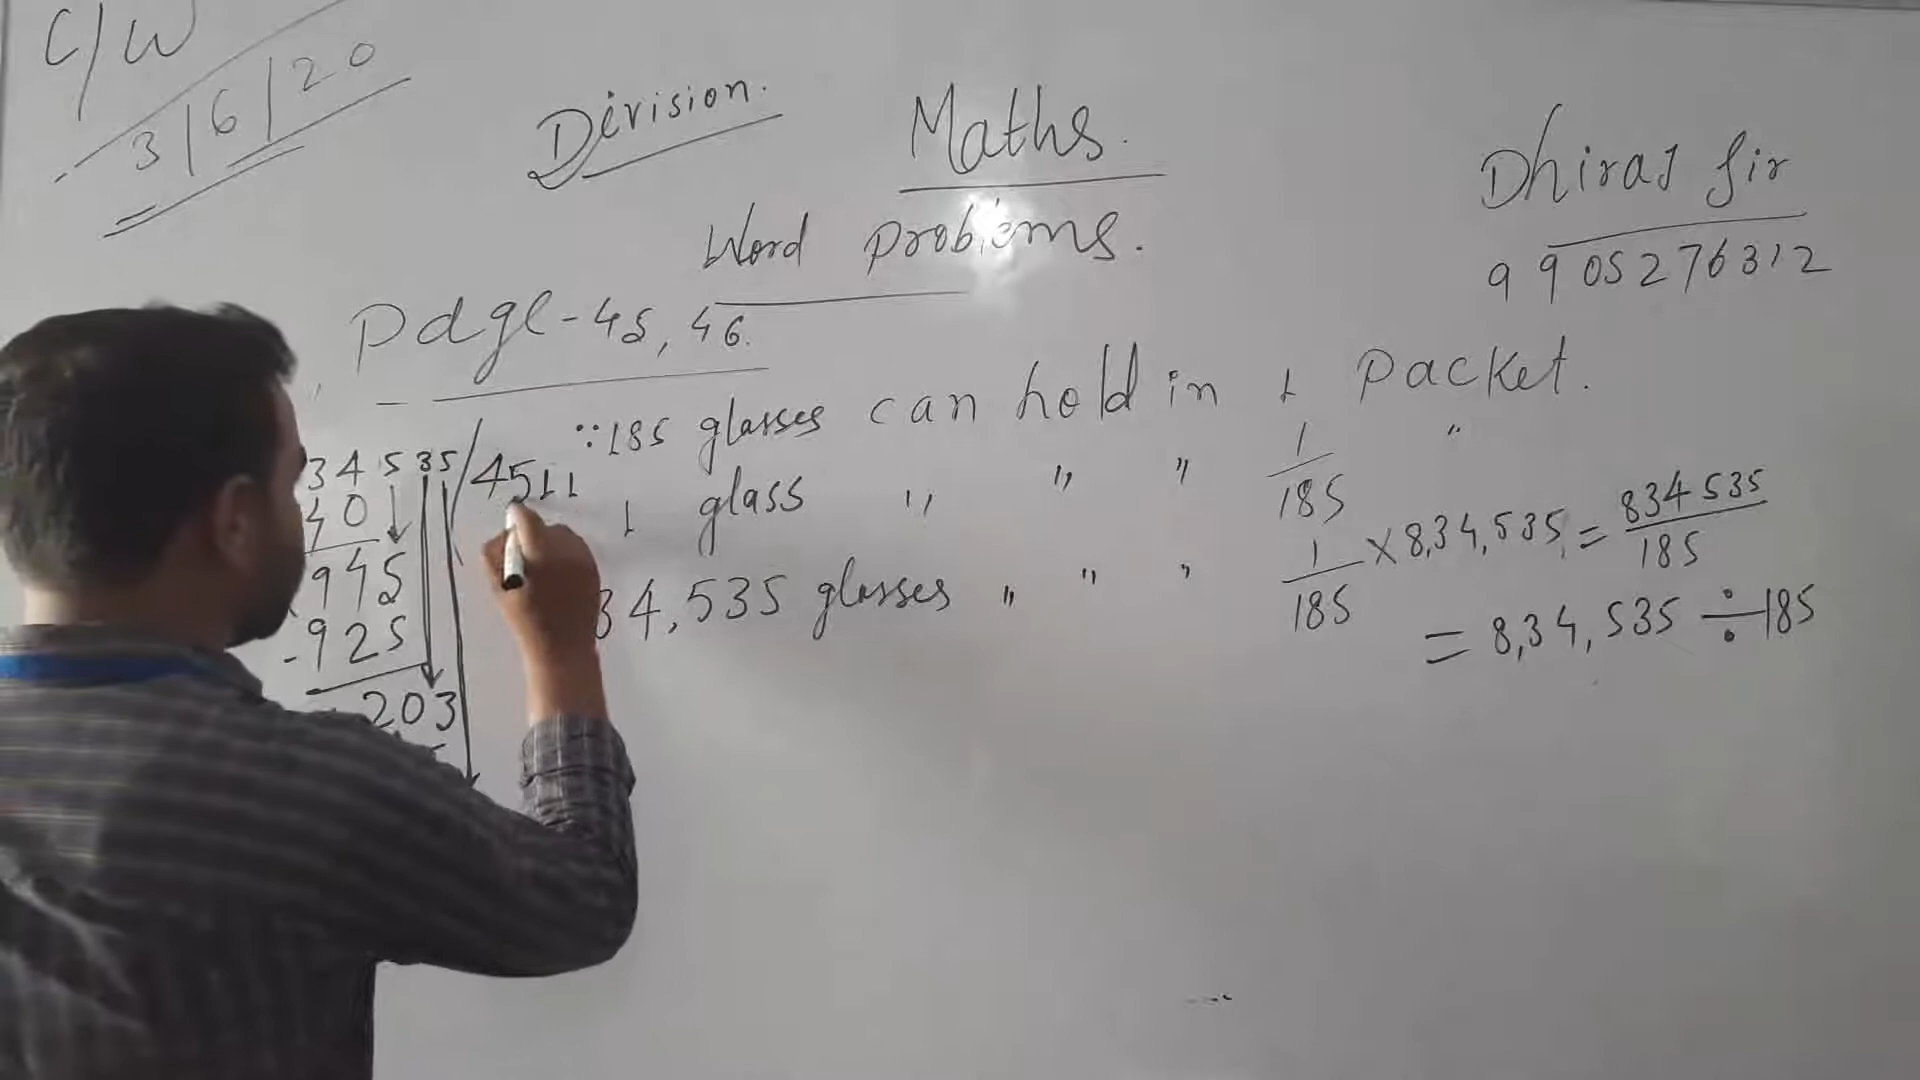 C/W
3/6/20
Division.
Maths.
Word problems.
Dhiraj Sir
9905276312
Page-45, 46.
∵185 glasses can hold in 1 Packet.
1 glass " " " 1/185 "
34,535 glasses " " " 1/185 × 8,34,535 = 834535/185
= 8,34,535 ÷ 185
34535/4511
40
945
-925
203